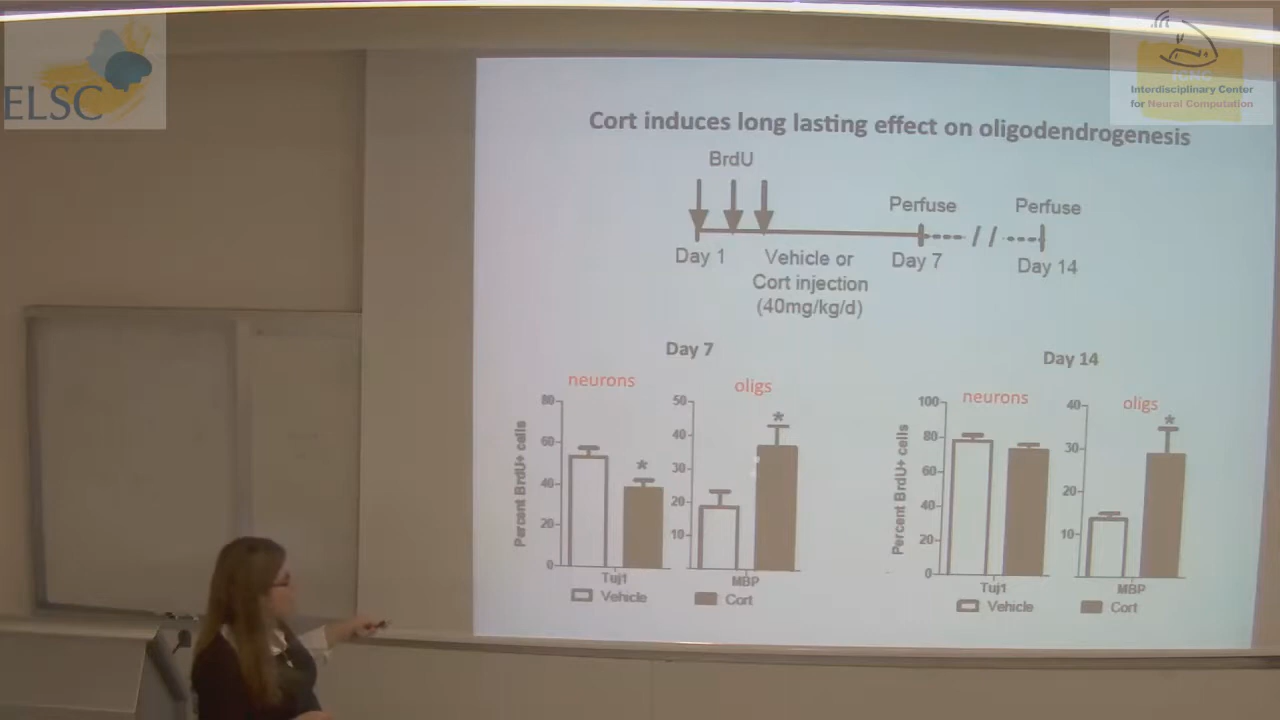 ELSC
ICNC
Interdisciplinary Center
for Neural Computation
Cort induces long lasting effect on oligodendrogenesis
BrdU
Perfuse
Perfuse
Day 1
Vehicle or
Cort injection
(40mg/kg/d)
Day 7
Day 14
Day 7
neurons
oligs
Percent BrdU+ cells
80
60
40
20
0
*
Tuj1
50
40
30
20
10
*
MBP
Vehicle
Cort
Day 14
neurons
oligs
Percent BrdU+ cells
100
80
60
40
20
0
Tuj1
40
30
20
10
*
MBP
Vehicle
Cort